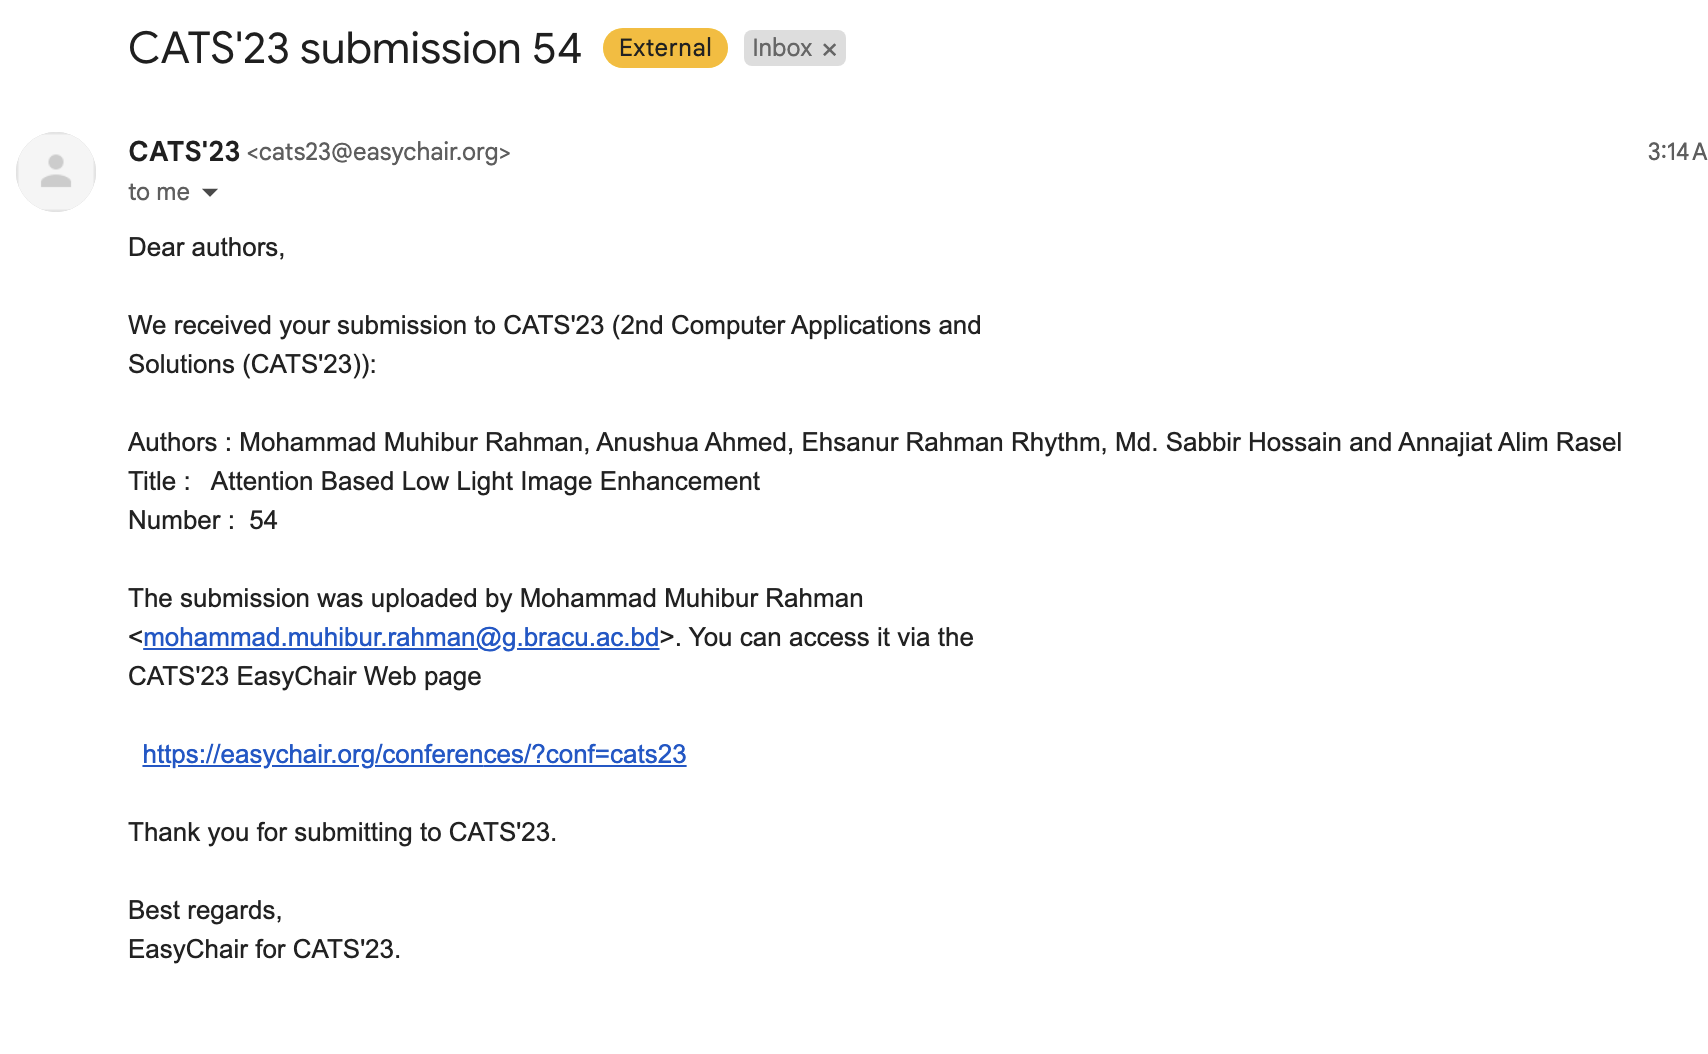 CATS'23 submission 54 External Inbox ×
CATS'23 <cats23@easychair.org> 3:14 A
to me
Dear authors,
We received your submission to CATS'23 (2nd Computer Applications and
Solutions (CATS'23)):
Authors : Mohammad Muhibur Rahman, Anushua Ahmed, Ehsanur Rahman Rhythm, Md. Sabbir Hossain and Annajiat Alim Rasel
Title : Attention Based Low Light Image Enhancement
Number : 54
The submission was uploaded by Mohammad Muhibur Rahman
<mohammad.muhibur.rahman@g.bracu.ac.bd>. You can access it via the
CATS'23 EasyChair Web page
https://easychair.org/conferences/?conf=cats23
Thank you for submitting to CATS'23.
Best regards,
EasyChair for CATS'23.